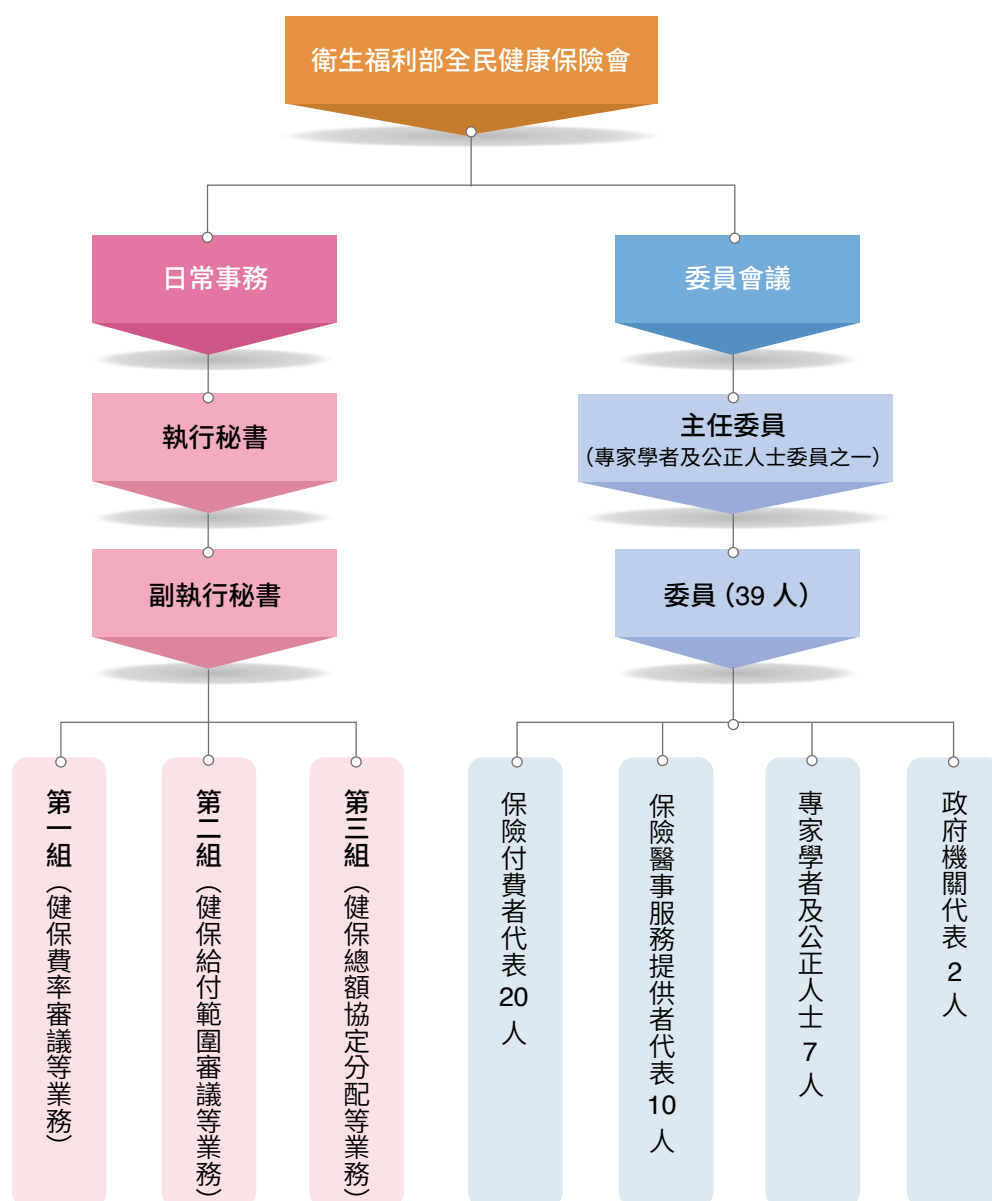 衛生福利部全民健康保險會
日常事務
委員會議
執行秘書
主任委員
（專家學者及公正人士委員之一）
副執行秘書
委員（39 人）
第一組（健保費率審議等業務）
第二組（健保給付範圍審議等業務）
第三組（健保總額協定分配等業務）
保險付費者代表 20 人
保險醫事服務提供者代表 10 人
專家學者及公正人士 7 人
政府機關代表 2 人